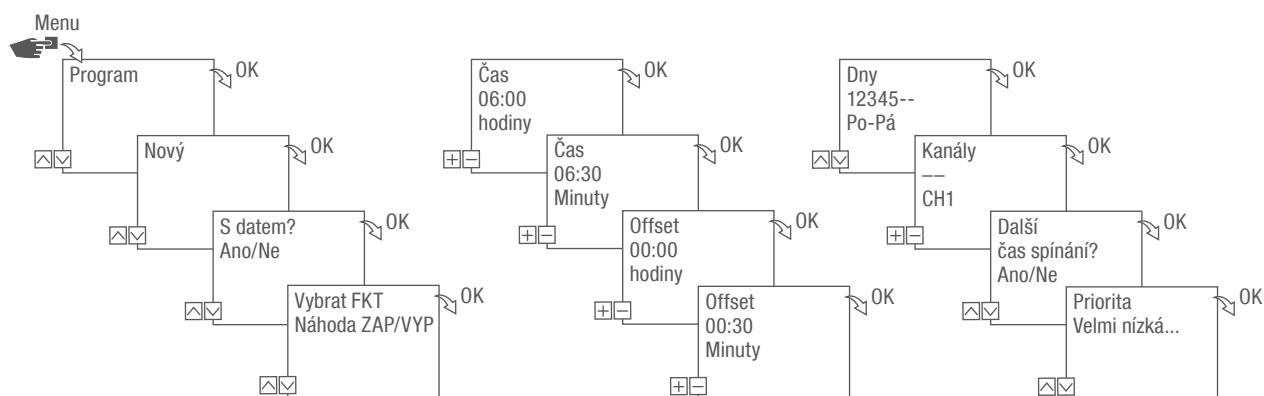 Menu
Program
OK
Nový
OK
S datem?
Ano/Ne
OK
Vybrat FKT
Náhoda ZAP/VYP
OK
Čas
06:00
hodiny
OK
Čas
06:30
Minuty
OK
Offset
00:00
hodiny
OK
Offset
00:30
Minuty
OK
Dny
12345--
Po-Pá
OK
Kanály
––
CH1
OK
Další
čas spínání?
Ano/Ne
OK
Priorita
Velmi nízká...
OK